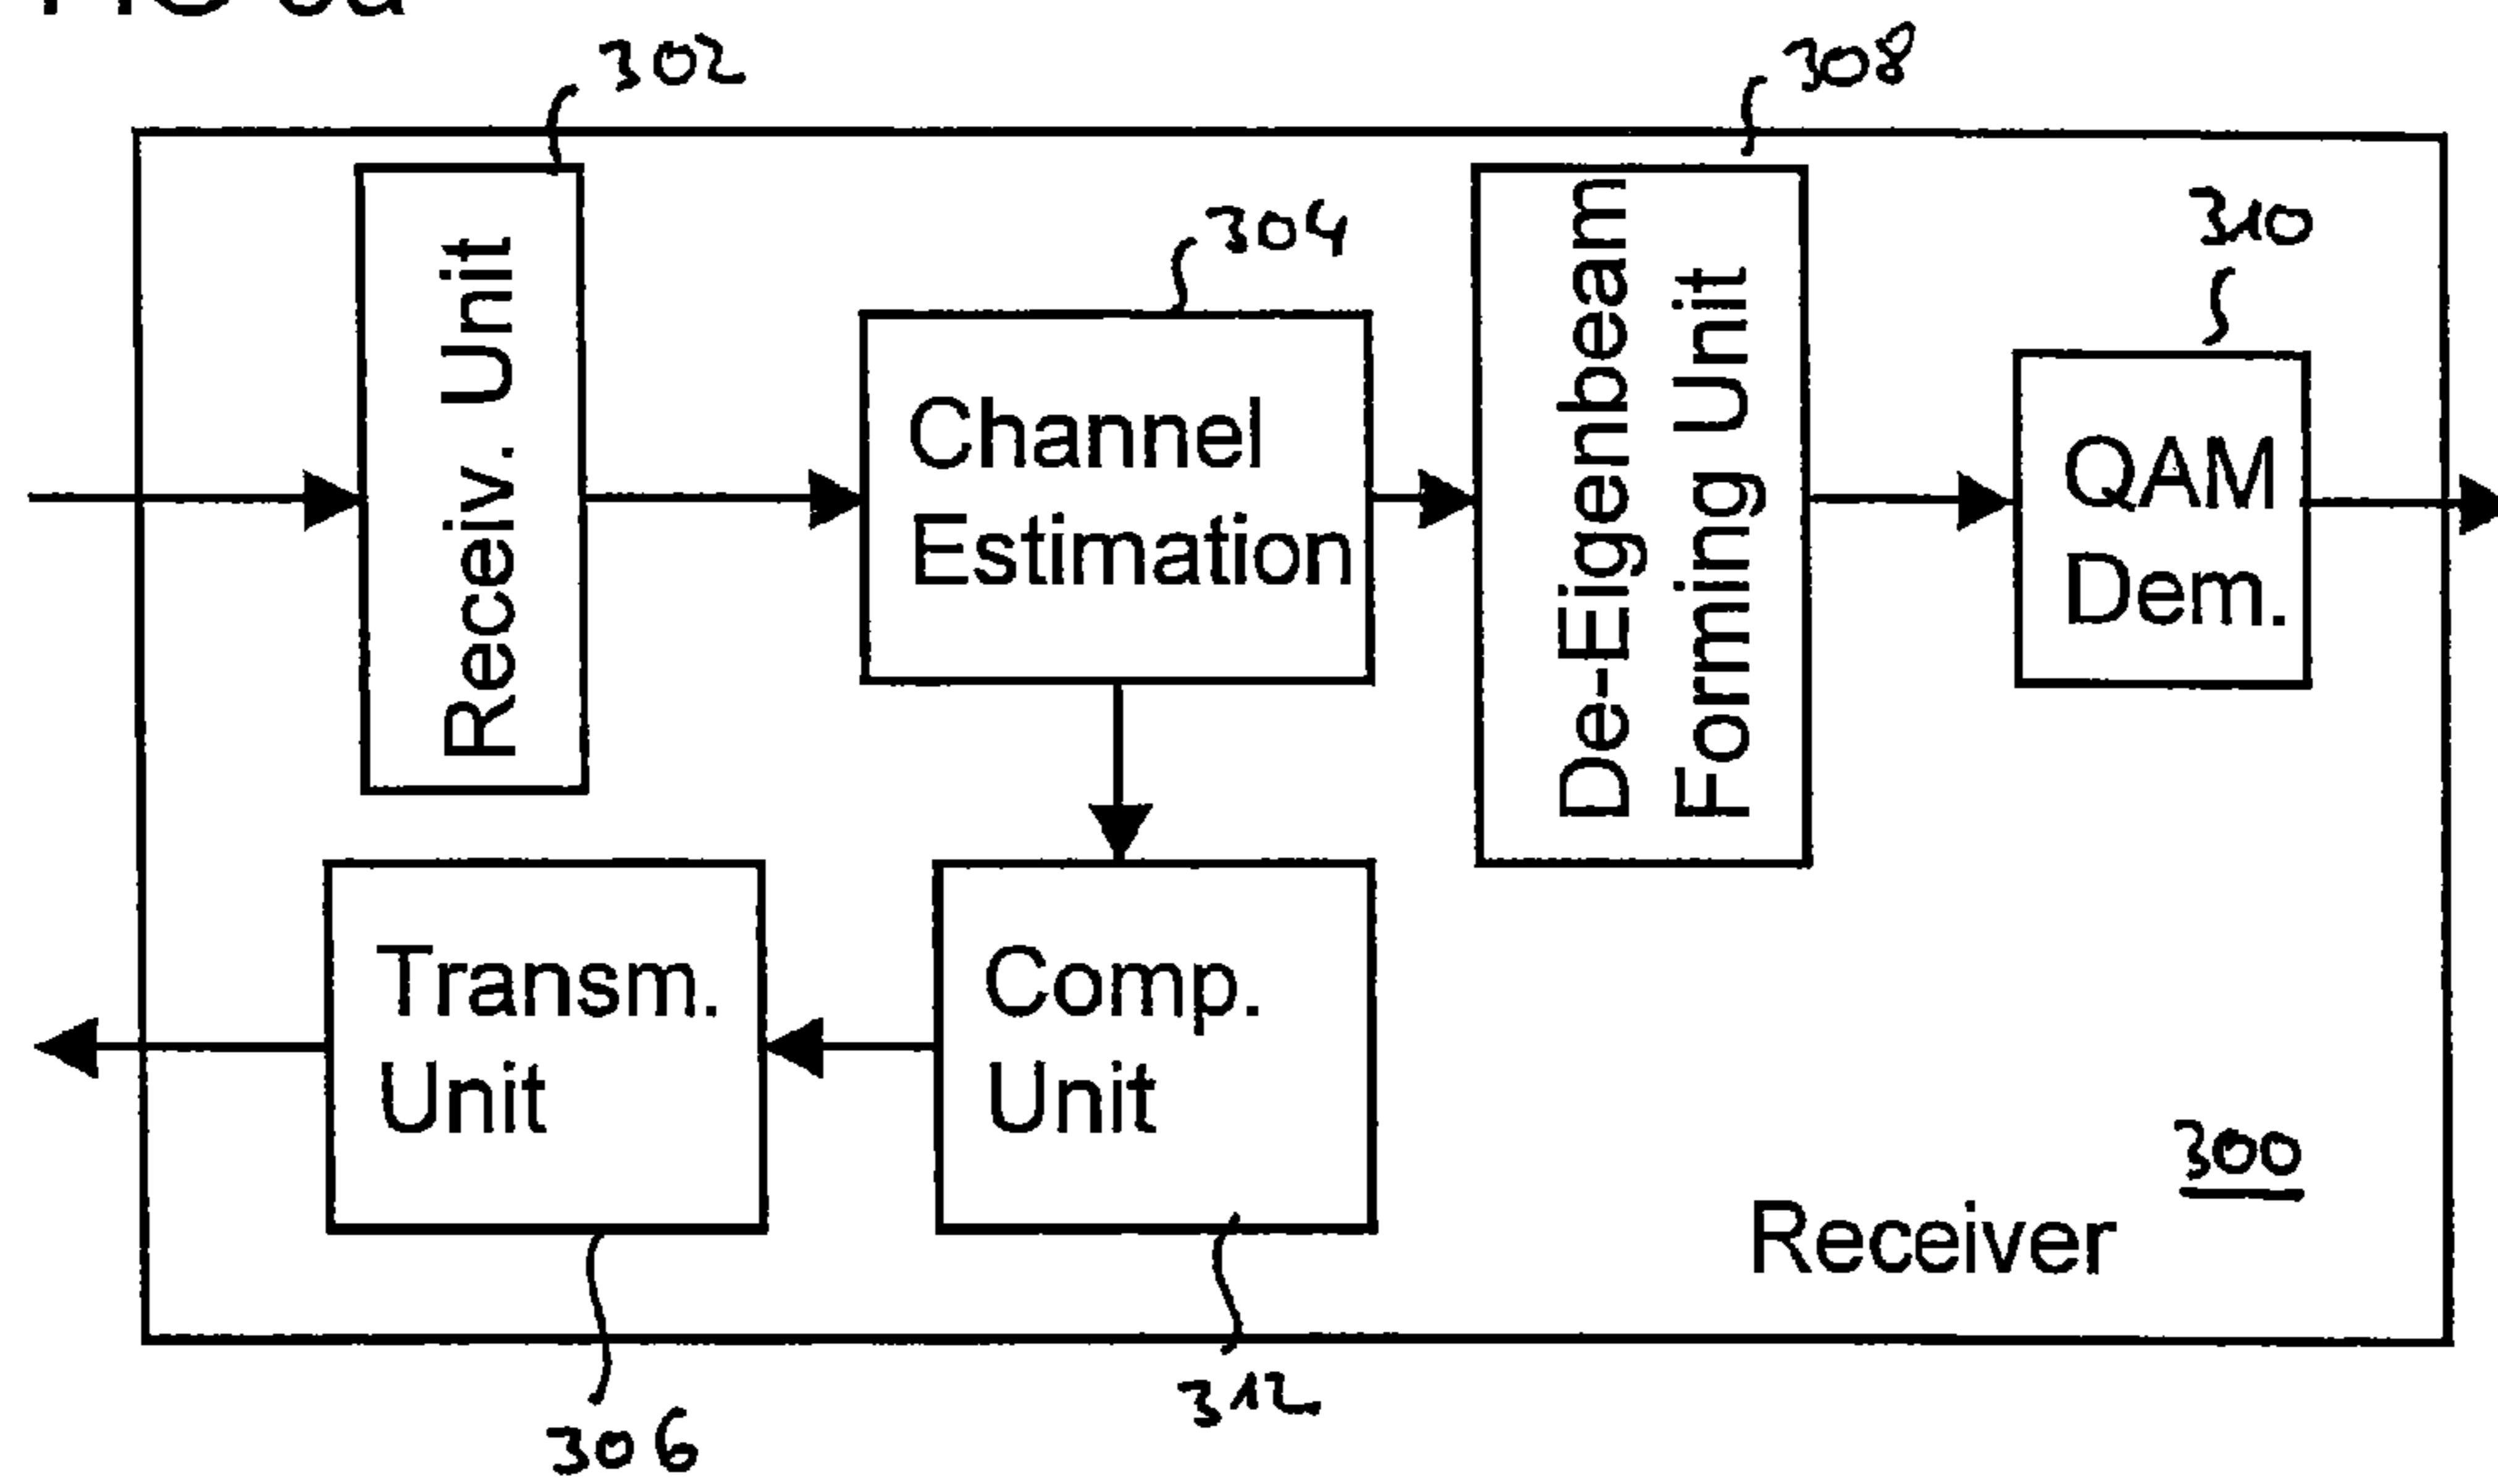 302
308
304
310
Receiv. Unit
Channel
Estimation
De-Eigenbeam
Forming Unit
QAM
Dem.
Transm.
Unit
Comp.
Unit
300
Receiver
312
306